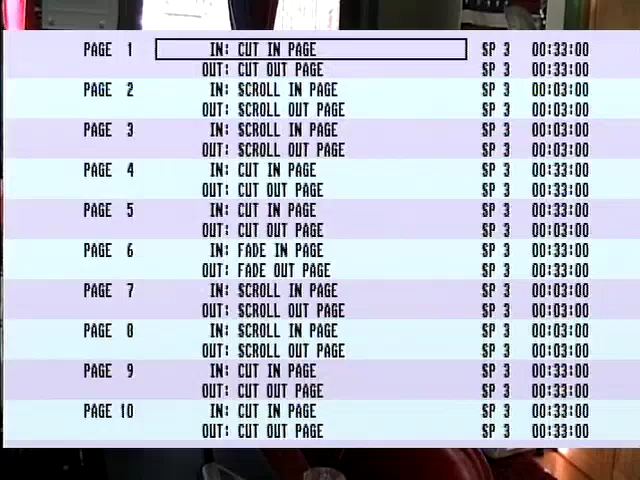 PAGE 1 IN: CUT IN PAGE SP 3 00:33:00
OUT: CUT OUT PAGE SP 3 00:03:00
PAGE 2 IN: SCROLL IN PAGE SP 3 00:03:00
OUT: SCROLL OUT PAGE SP 3 00:03:00
PAGE 3 IN: SCROLL IN PAGE SP 3 00:03:00
OUT: SCROLL OUT PAGE SP 3 00:03:00
PAGE 4 IN: CUT IN PAGE SP 3 00:33:00
OUT: CUT OUT PAGE SP 3 00:33:00
PAGE 5 IN: CUT IN PAGE SP 3 00:33:00
OUT: CUT OUT PAGE SP 3 00:03:00
PAGE 6 IN: FADE IN PAGE SP 3 00:33:00
OUT: FADE OUT PAGE SP 3 00:33:00
PAGE 7 IN: SCROLL IN PAGE SP 3 00:03:00
OUT: SCROLL OUT PAGE SP 3 00:03:00
PAGE 8 IN: SCROLL IN PAGE SP 3 00:03:00
OUT: SCROLL OUT PAGE SP 3 00:03:00
PAGE 9 IN: CUT IN PAGE SP 3 00:33:00
OUT: CUT OUT PAGE SP 3 00:33:00
PAGE 10 IN: CUT IN PAGE SP 3 00:33:00
OUT: CUT OUT PAGE SP 3 00:33:00